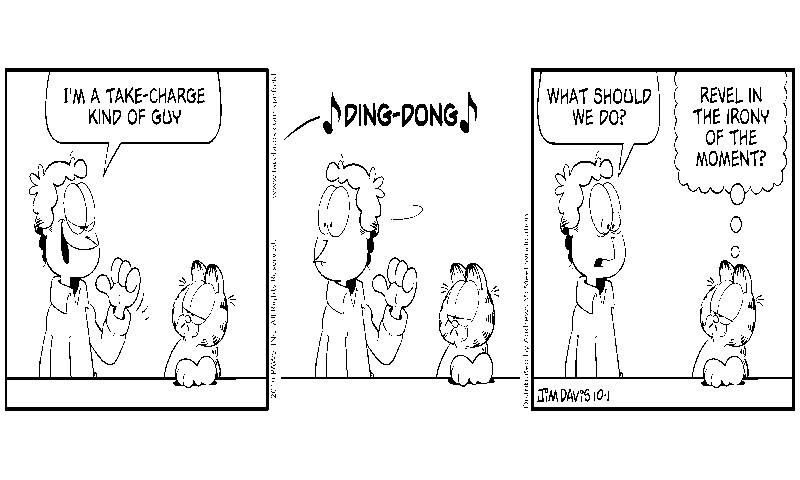 I'M A TAKE-CHARGE
KIND OF GUY
♪DING-DONG♪
WHAT SHOULD
WE DO?
REVEL IN
THE IRONY
OF THE
MOMENT?
JIM DAVIS 10-1